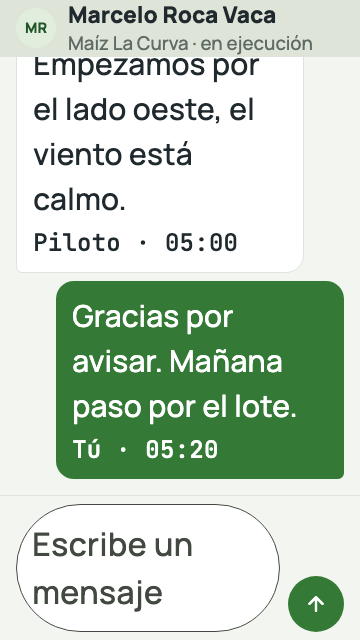 MR
Marcelo Roca Vaca
Maíz La Curva · en ejecución
Empezamos por
el lado oeste, el
viento está
calmo.
Piloto · 05:00
Gracias por
avisar. Mañana
paso por el lote.
Tú · 05:20
Escribe un
mensaje